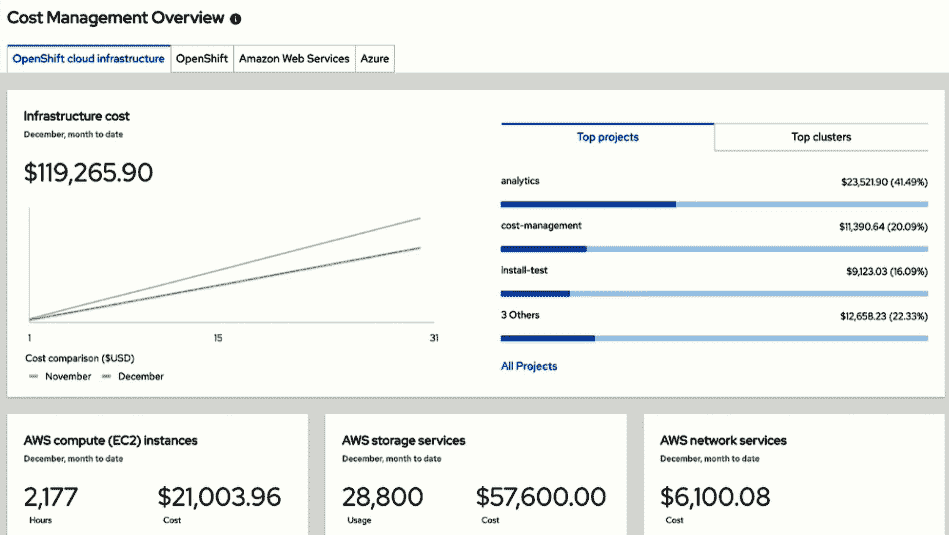 Cost Management Overview
OpenShift cloud infrastructure
OpenShift
Amazon Web Services
Azure
Infrastructure cost
December, month to date
$119,265.90
1
15
31
Cost comparison ($USD)
November
December
Top projects
Top clusters
analytics
$23,521.90 (41.49%)
cost-management
$11,390.64 (20.09%)
install-test
$9,123.03 (16.09%)
3 Others
$12,658.23 (22.33%)
All Projects
AWS compute (EC2) instances
December, month to date
2,177
$21,003.96
Hours
Cost
AWS storage services
December, month to date
28,800
$57,600.00
Usage
Cost
AWS network services
December, month to date
$6,100.08
Cost